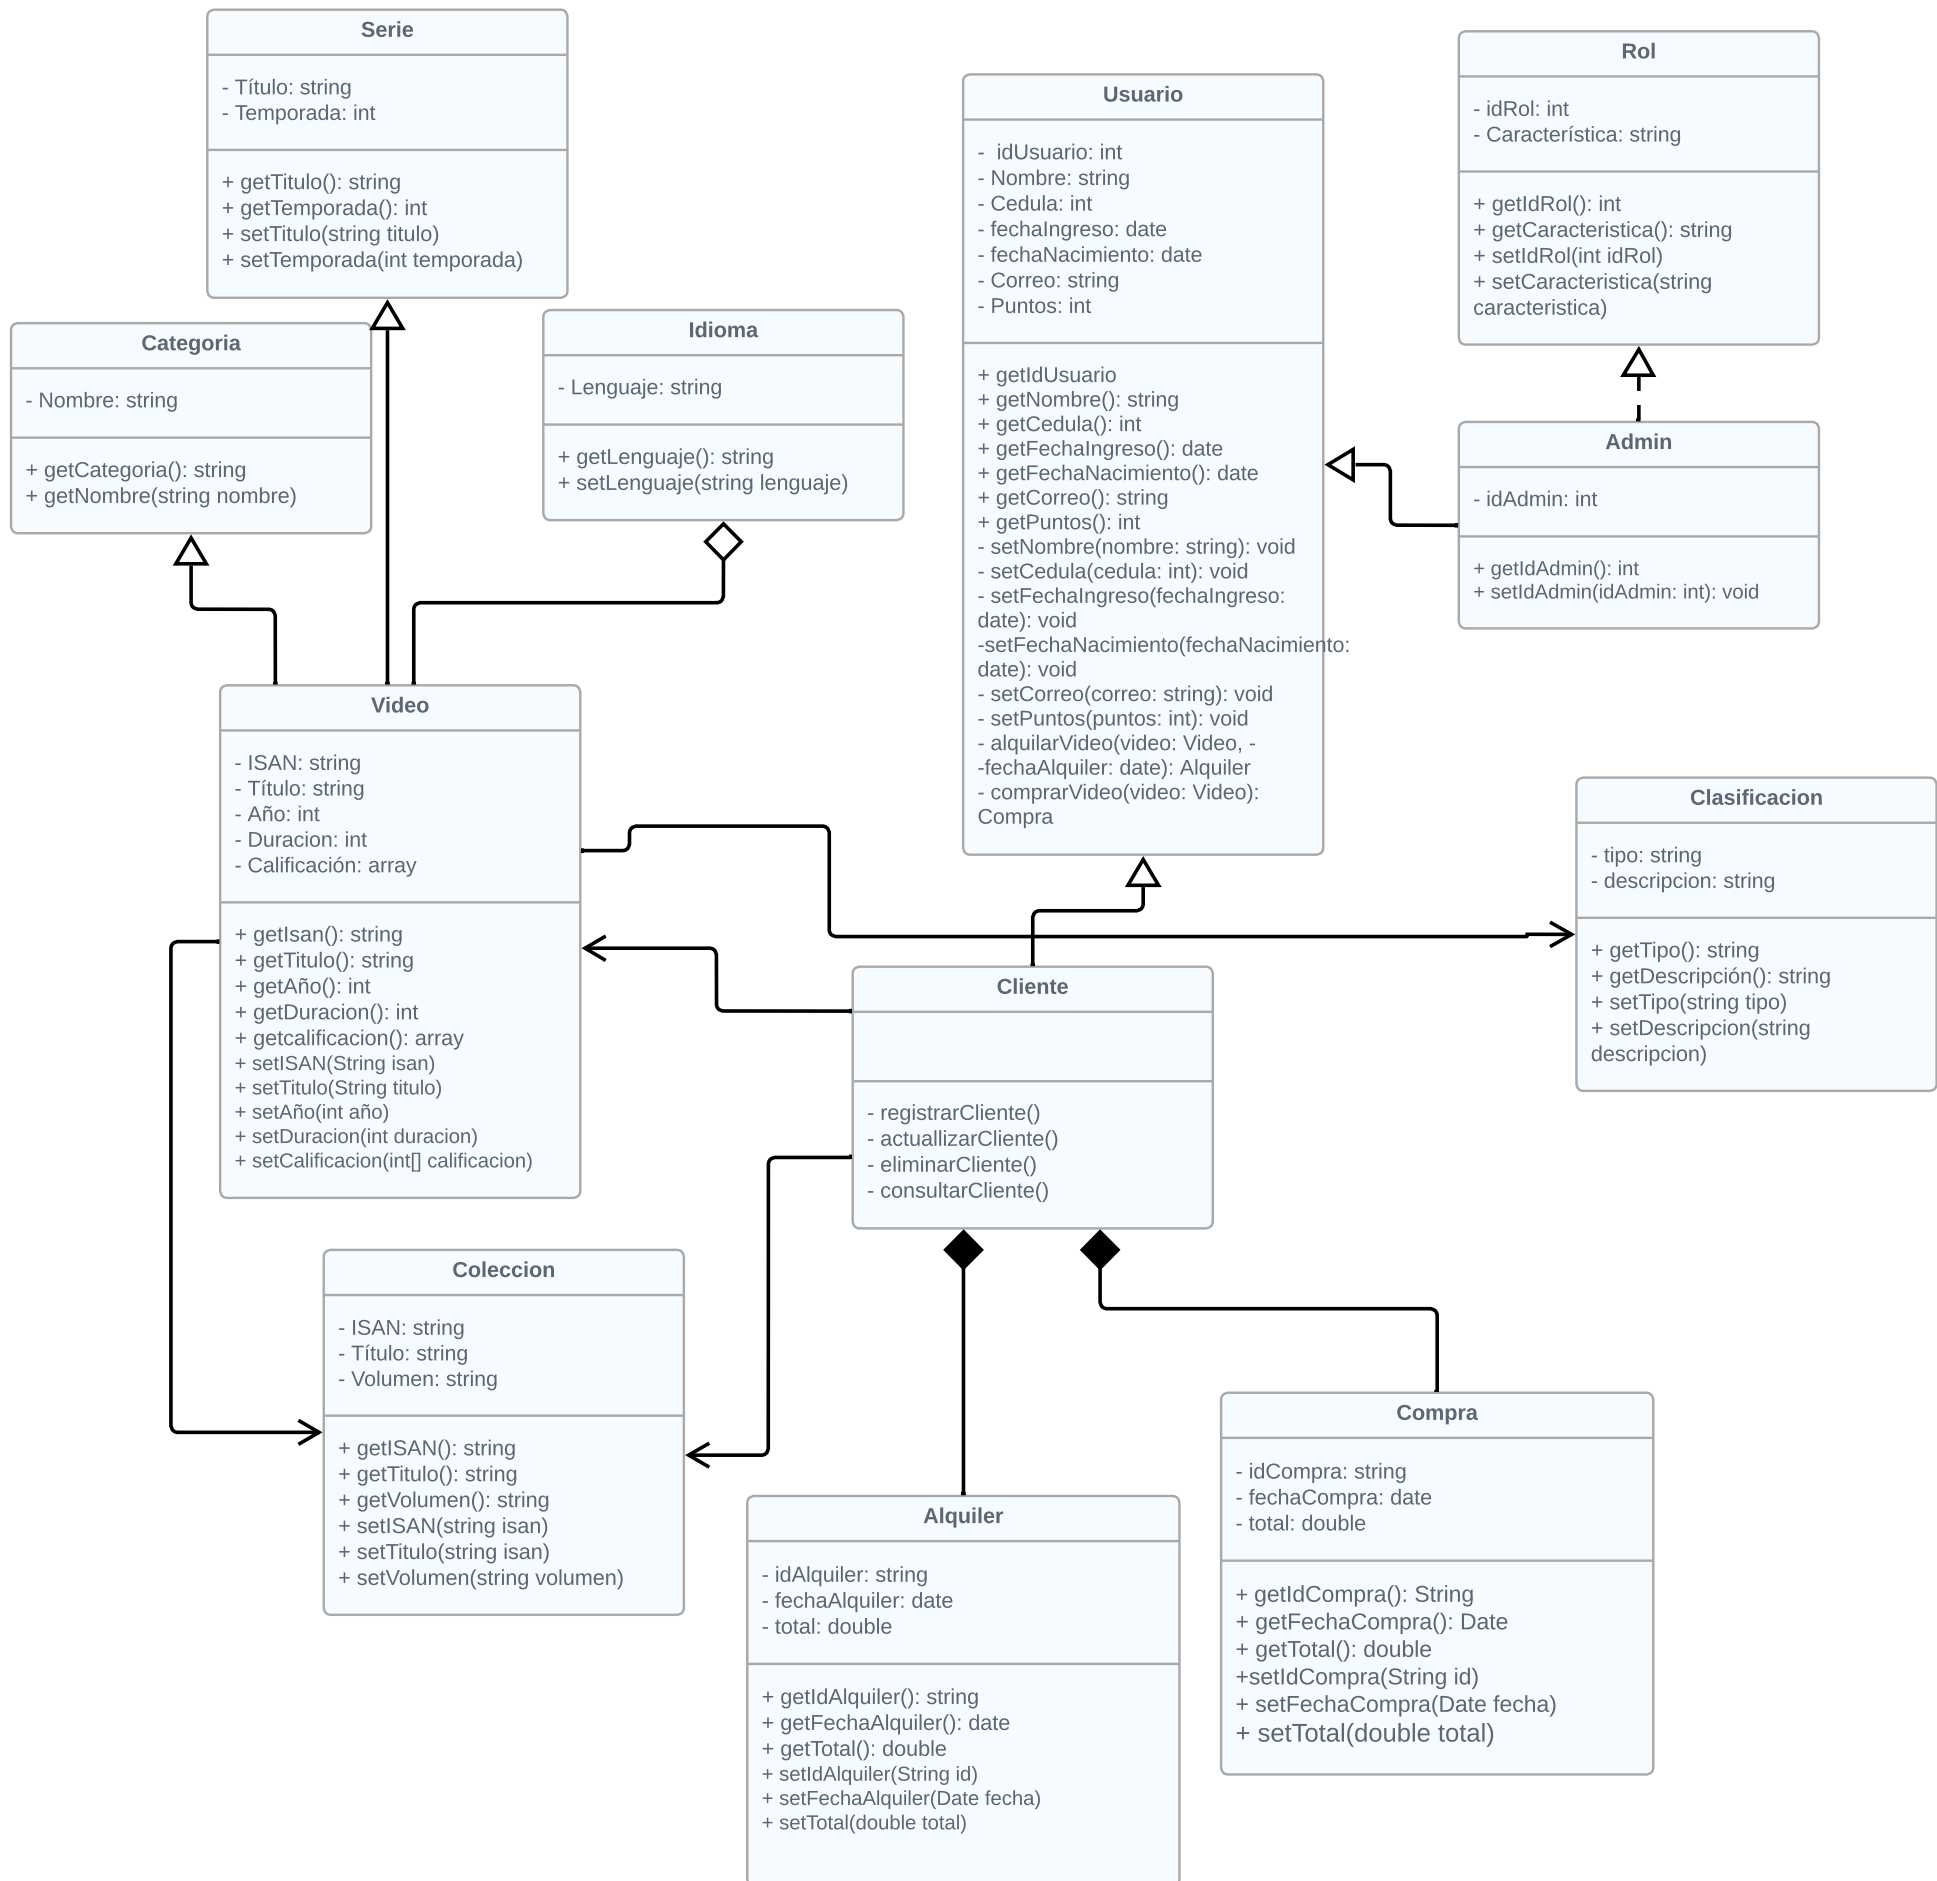 Serie
- Título: string
- Temporada: int
+ getTitulo(): string
+ getTemporada(): int
+ setTitulo(string titulo)
+ setTemporada(int temporada)
Categoria
- Nombre: string
+ getCategoria(): string
+ getNombre(string nombre)
Idioma
- Lenguaje: string
+ getLenguaje(): string
+ setLenguaje(string lenguaje)
Usuario
-  idUsuario: int
- Nombre: string
- Cedula: int
- fechaIngreso: date
- fechaNacimiento: date
- Correo: string
- Puntos: int
+ getIdUsuario
+ getNombre(): string
+ getCedula(): int
+ getFechaIngreso(): date
+ getFechaNacimiento(): date
+ getCorreo(): string
+ getPuntos(): int
- setNombre(nombre: string): void
- setCedula(cedula: int): void
- setFechaIngreso(fechaIngreso:
date): void
-setFechaNacimiento(fechaNacimiento:
date): void
- setCorreo(correo: string): void
- setPuntos(puntos: int): void
- alquilarVideo(video: Video, -
-fechaAlquiler: date): Alquiler
- comprarVideo(video: Video):
Compra
Rol
- idRol: int
- Característica: string
+ getIdRol(): int
+ getCaracteristica(): string
+ setIdRol(int idRol)
+ setCaracteristica(string
caracteristica)
Admin
- idAdmin: int
+ getIdAdmin(): int
+ setIdAdmin(idAdmin: int): void
Video
- ISAN: string
- Título: string
- Año: int
- Duracion: int
- Calificación: array
+ getIsan(): string
+ getTitulo(): string
+ getAño(): int
+ getDuracion(): int
+ getcalificacion(): array
+ setISAN(String isan)
+ setTitulo(String titulo)
+ setAño(int año)
+ setDuracion(int duracion)
+ setCalificacion(int[] calificacion)
Clasificacion
- tipo: string
- descripcion: string
+ getTipo(): string
+ getDescripción(): string
+ setTipo(string tipo)
+ setDescripcion(string
descripcion)
Cliente
- registrarCliente()
- actuallizarCliente()
- eliminarCliente()
- consultarCliente()
Coleccion
- ISAN: string
- Título: string
- Volumen: string
+ getISAN(): string
+ getTitulo(): string
+ getVolumen(): string
+ setISAN(string isan)
+ setTitulo(string isan)
+ setVolumen(string volumen)
Alquiler
- idAlquiler: string
- fechaAlquiler: date
- total: double
+ getIdAlquiler(): string
+ getFechaAlquiler(): date
+ getTotal(): double
+ setIdAlquiler(String id)
+ setFechaAlquiler(Date fecha)
+ setTotal(double total)
Compra
- idCompra: string
- fechaCompra: date
- total: double
+ getIdCompra(): String
+ getFechaCompra(): Date
+ getTotal(): double
+setIdCompra(String id)
+ setFechaCompra(Date fecha)
+ setTotal(double total)